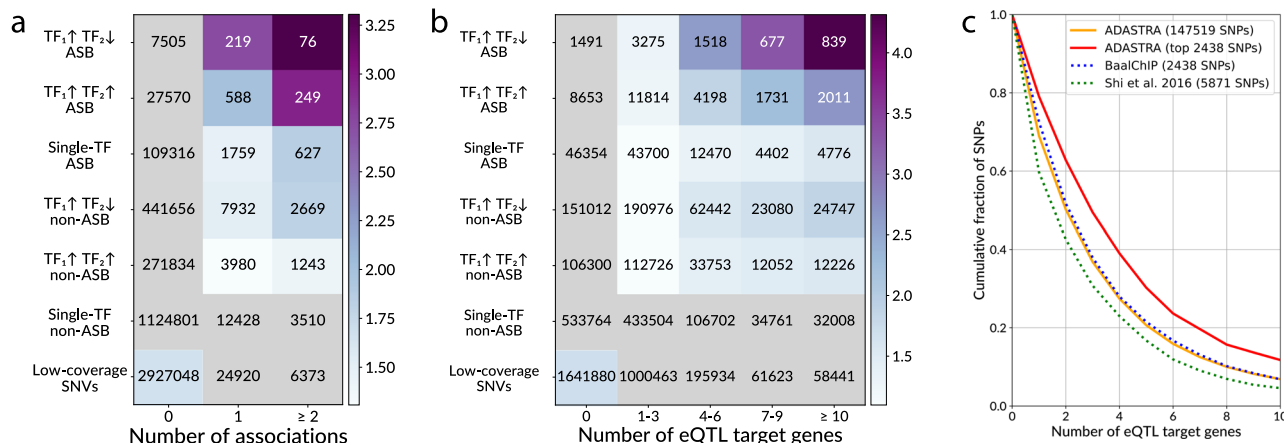 a
TF₁↑ TF₂↓
ASB
7505 219 76
TF₁↑ TF₂↑
ASB
27570 588 249
Single-TF
ASB
109316 1759 627
TF₁↑ TF₂↓
non-ASB
441656 7932 2669
TF₁↑ TF₂↑
non-ASB
271834 3980 1243
Single-TF
non-ASB
1124801 12428 3510
Low-coverage
SNVs
2927048 24920 6373
0 1 ≥ 2
Number of associations
3.25
3.00
2.75
2.50
2.25
2.00
1.75
1.50
b
TF₁↑ TF₂↓
ASB
1491 3275 1518 677 839
TF₁↑ TF₂↑
ASB
8653 11814 4198 1731 2011
Single-TF
ASB
46354 43700 12470 4402 4776
TF₁↑ TF₂↓
non-ASB
151012 190976 62442 23080 24747
TF₁↑ TF₂↑
non-ASB
106300 112726 33753 12052 12226
Single-TF
non-ASB
533764 433504 106702 34761 32008
Low-coverage
SNVs
1641880 1000463 195934 61623 58441
0 1-3 4-6 7-9 ≥ 10
Number of eQTL target genes
4.0
3.5
3.0
2.5
2.0
1.5
c
ADASTRA (147519 SNPs)
ADASTRA (top 2438 SNPs)
BaalChIP (2438 SNPs)
Shi et al. 2016 (5871 SNPs)
Cumulative fraction of SNPs
1.0
0.8
0.6
0.4
0.2
0.0
0 2 4 6 8 10
Number of eQTL target genes